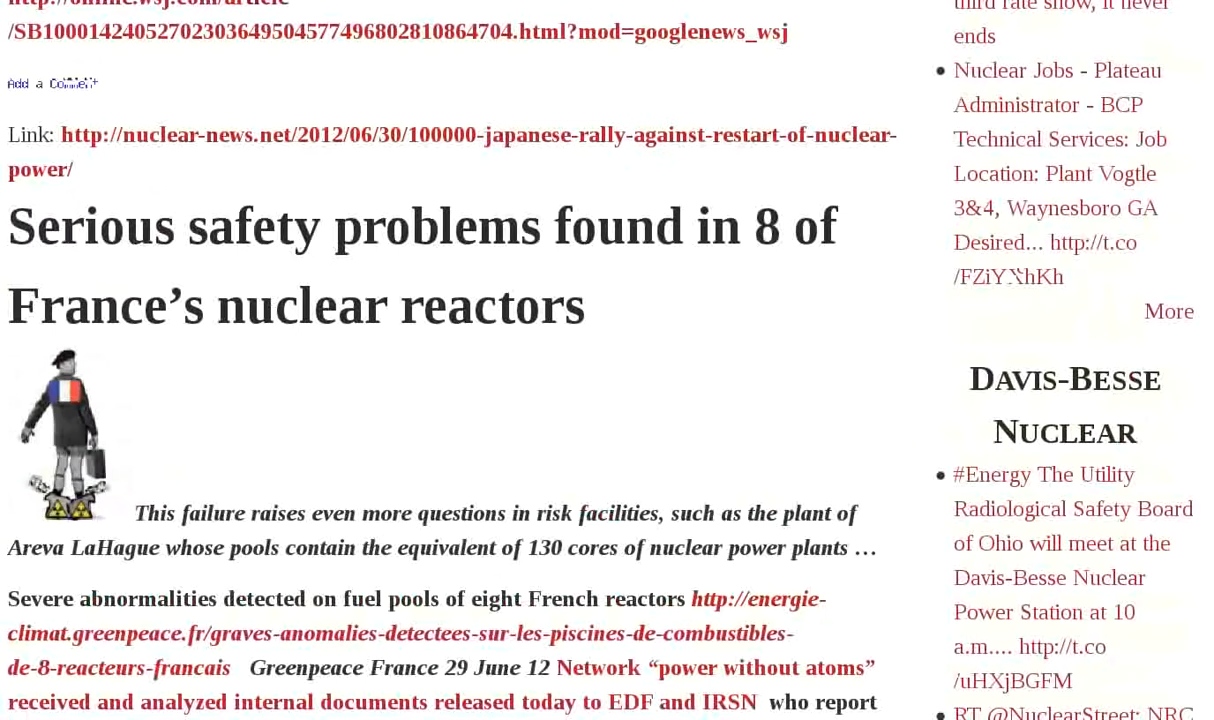 /SB10001424052702303649504577496802810864704.html?mod=googlenews_wsj
Add a Comment
Link: http://nuclear-news.net/2012/06/30/100000-japanese-rally-against-restart-of-nuclear-
power/
Serious safety problems found in 8 of
France’s nuclear reactors
This failure raises even more questions in risk facilities, such as the plant of
Areva LaHague whose pools contain the equivalent of 130 cores of nuclear power plants …
Severe abnormalities detected on fuel pools of eight French reactors http://energie-
climat.greenpeace.fr/graves-anomalies-detectees-sur-les-piscines-de-combustibles-
de-8-reacteurs-francais Greenpeace France 29 June 12 Network “power without atoms”
received and analyzed internal documents released today to EDF and IRSN who report
third rate show, it never
ends
Nuclear Jobs - Plateau
Administrator - BCP
Technical Services: Job
Location: Plant Vogtle
3&4, Waynesboro GA
Desired... http://t.co
More
DAVIS-BESSE
NUCLEAR
#Energy The Utility
Radiological Safety Board
of Ohio will meet at the
Davis-Besse Nuclear
Power Station at 10
a.m.... http://t.co
/uHXjBGFM
RT @NuclearStreet: NRC